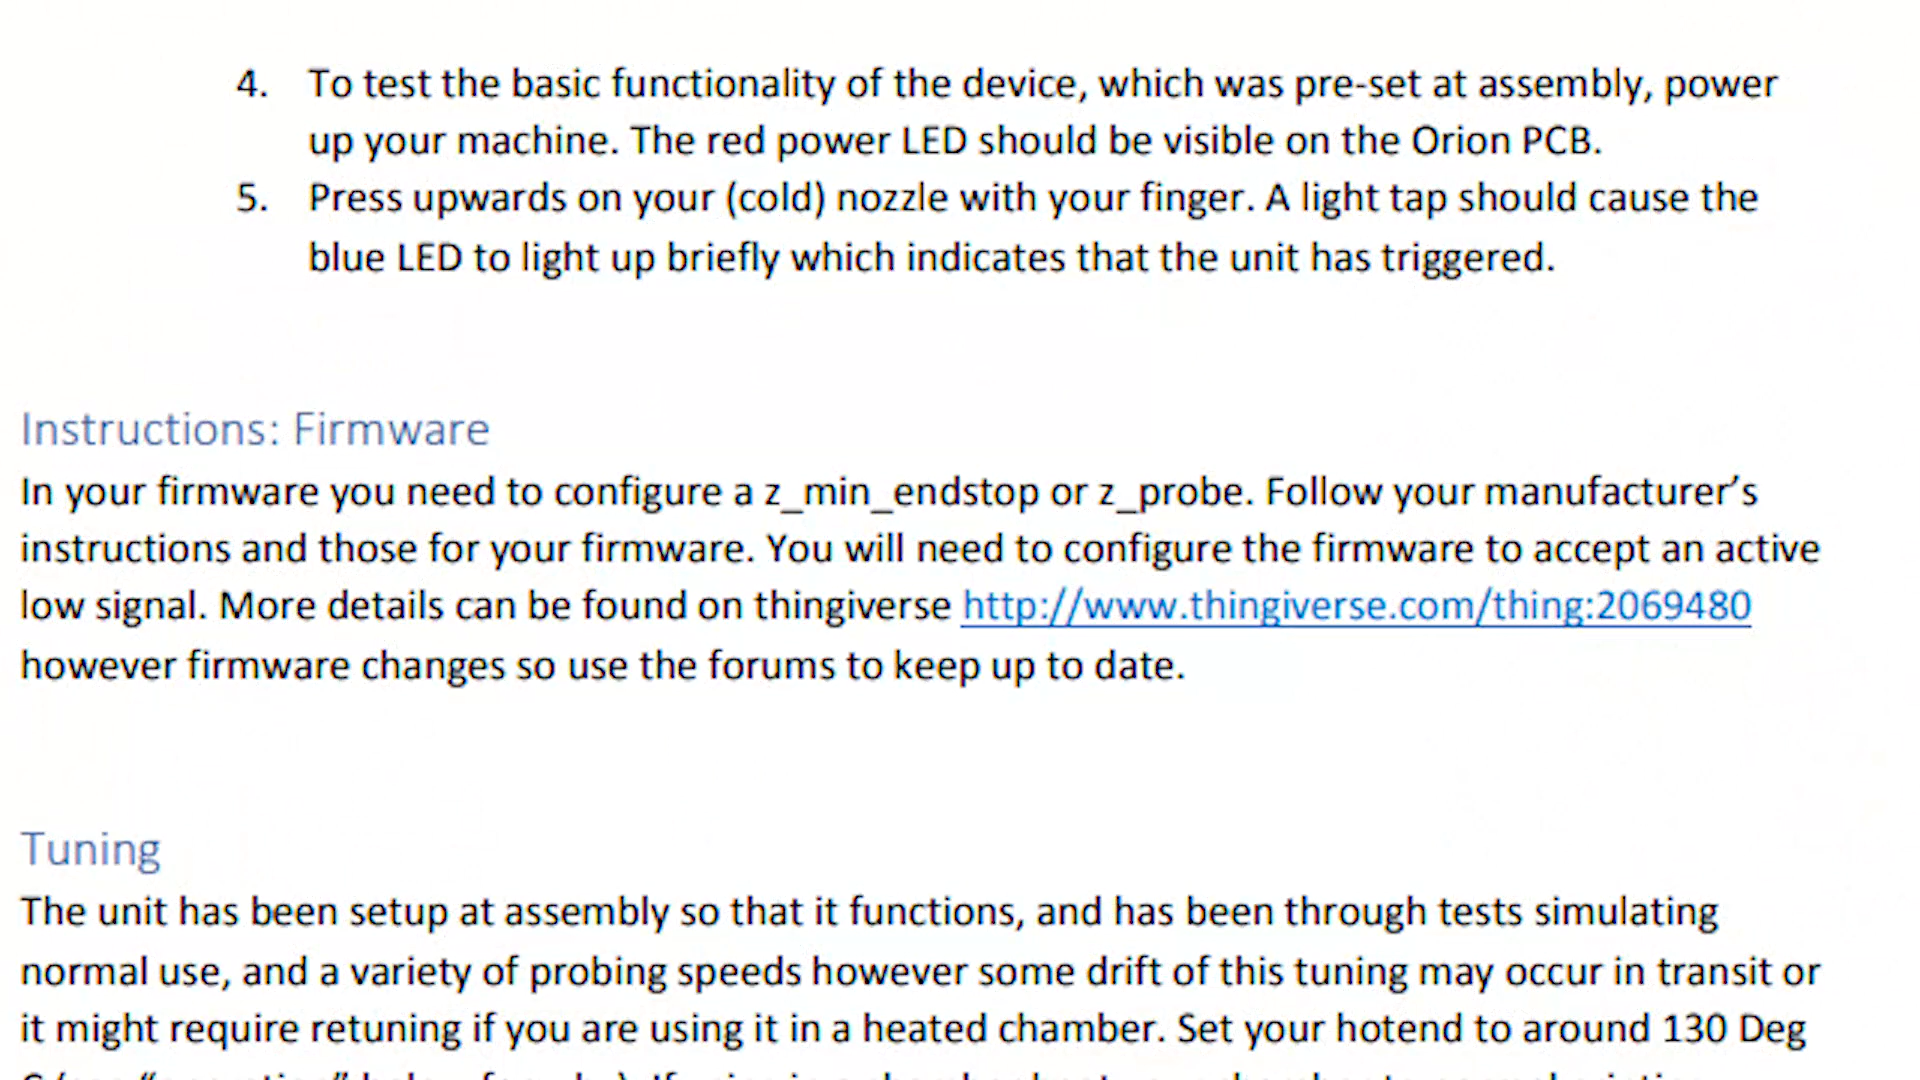 4. To test the basic functionality of the device, which was pre-set at assembly, power
up your machine. The red power LED should be visible on the Orion PCB.
5. Press upwards on your (cold) nozzle with your finger. A light tap should cause the
blue LED to light up briefly which indicates that the unit has triggered.
Instructions: Firmware
In your firmware you need to configure a z_min_endstop or z_probe. Follow your manufacturer’s
instructions and those for your firmware. You will need to configure the firmware to accept an active
low signal. More details can be found on thingiverse http://www.thingiverse.com/thing:2069480
however firmware changes so use the forums to keep up to date.
Tuning
The unit has been setup at assembly so that it functions, and has been through tests simulating
normal use, and a variety of probing speeds however some drift of this tuning may occur in transit or
it might require retuning if you are using it in a heated chamber. Set your hotend to around 130 Deg